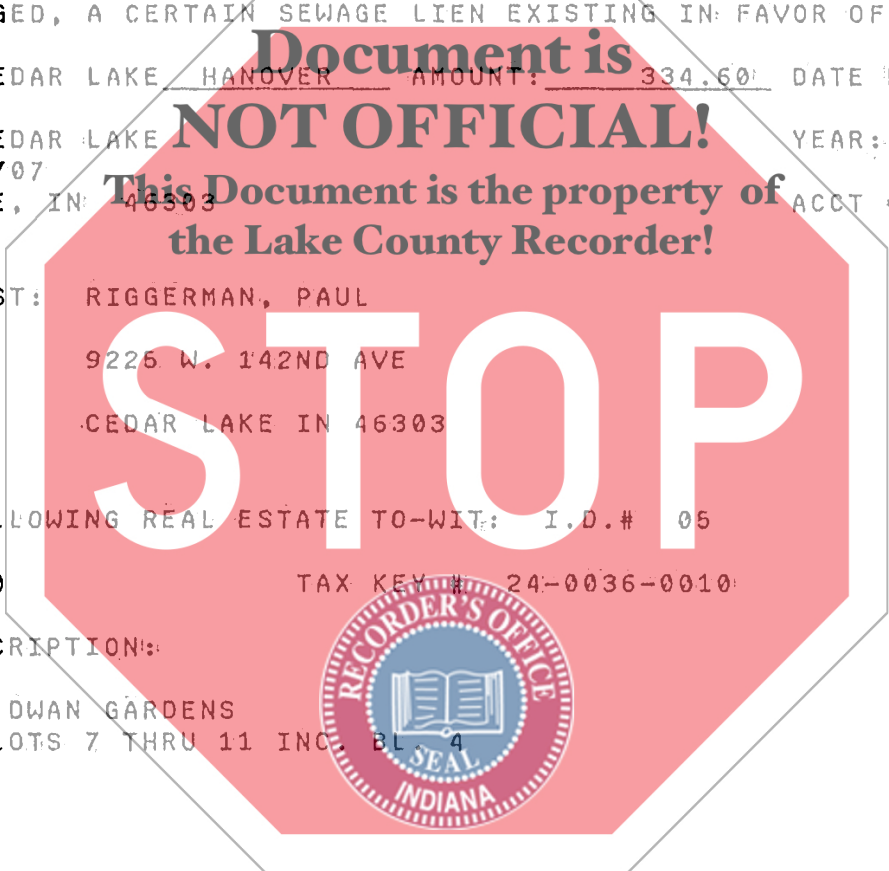 GED, A CERTAIN SEWAGE LIEN EXISTING IN FAVOR OF
Document is
EDAR LAKE HANOVER AMOUNT: 334.60 DATE
NOT OFFICIAL!
EDAR LAKE YEAR:
/07
This Document is the property of
E, IN 46303 ACCT
the Lake County Recorder!
ST: RIGGERMAN, PAUL
9226 W. 142ND AVE
CEDAR LAKE IN 46303
STOP
LLOWING REAL ESTATE TO-WIT: I.D.# 05
0 TAX KEY # 24-0036-0010
RECORDER'S OFFICE
CRIPTION:
DWAN GARDENS
LOTS 7 THRU 11 INC. BL. 4
SEAL
INDIANA